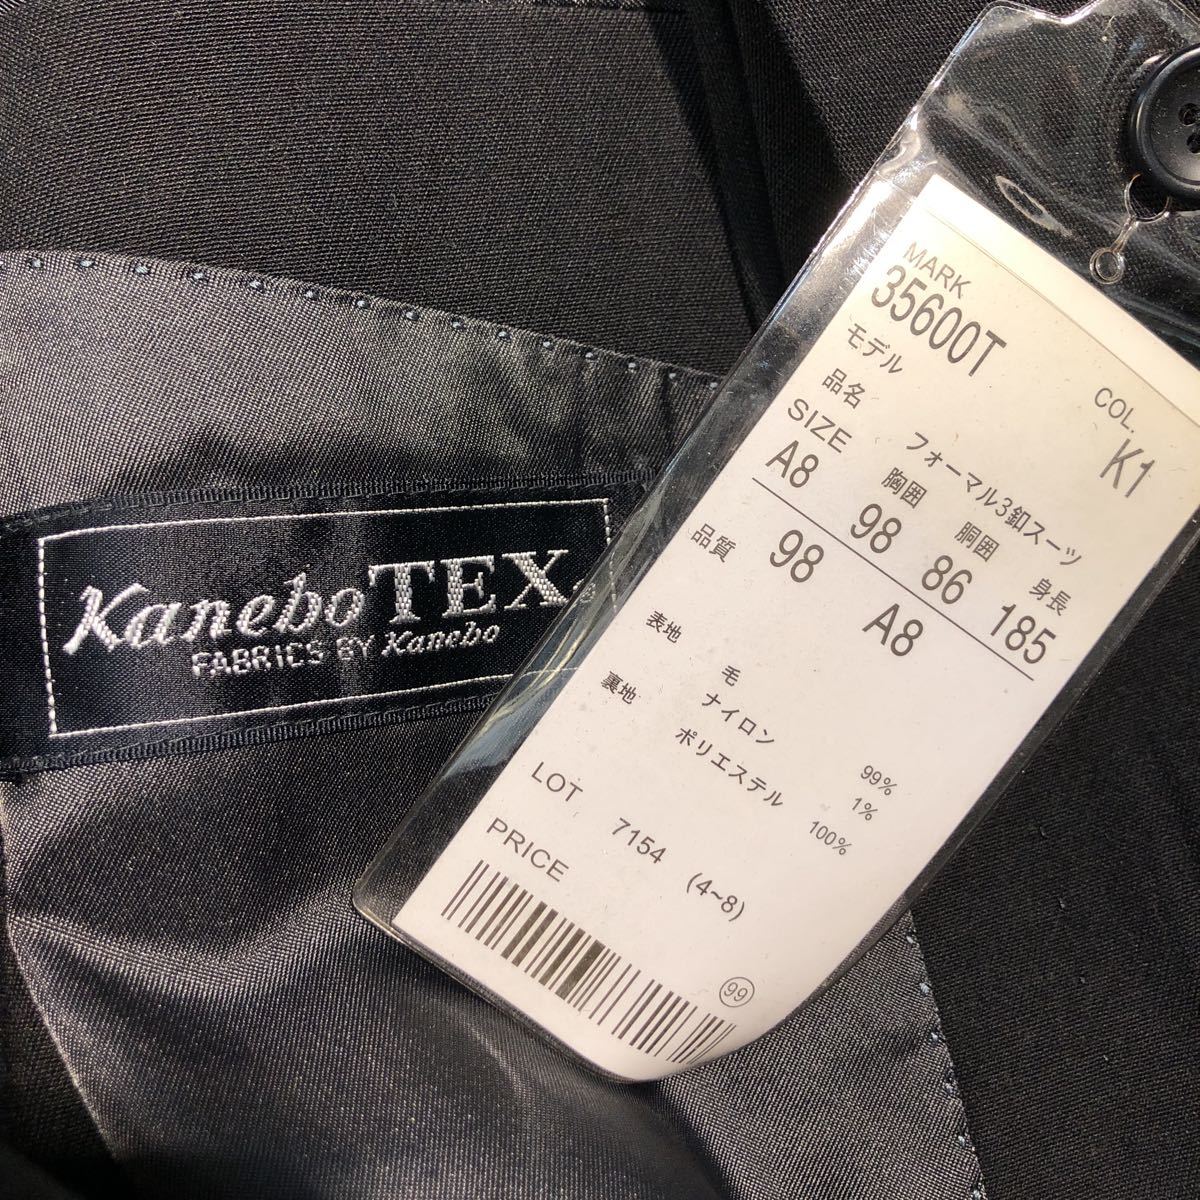 Kanebo TEX®
FABRICS BY Kanebo
MARK
35600T
COL.
K1
モデル
品名 フォーマル3釦スーツ
SIZE 胸囲 胴囲 身長
A8 98 86 185
98 A8
品質
表地 毛 99%
ナイロン 1%
裏地 ポリエステル 100%
LOT 7154 (4~8)
PRICE
99